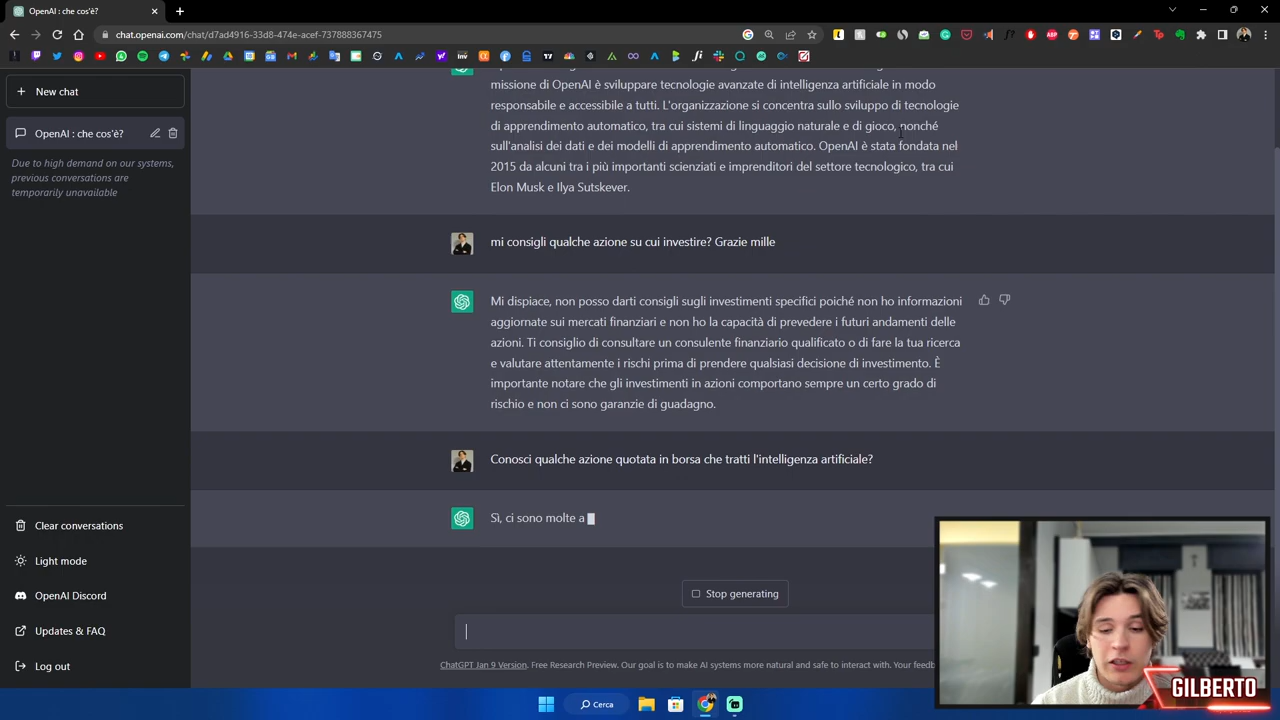 OpenAI : che cos'è?
chat.openai.com/chat/d7ad4916-33d8-474e-acef-737888367475
New chat
OpenAI : che cos'è?
Due to high demand on our systems,
previous conversations are
temporarily unavailable
Clear conversations
Light mode
OpenAI Discord
Updates & FAQ
Log out
missione di OpenAI è sviluppare tecnologie avanzate di intelligenza artificiale in modo
responsabile e accessibile a tutti. L'organizzazione si concentra sullo sviluppo di tecnologie
di apprendimento automatico, tra cui sistemi di linguaggio naturale e di gioco, nonché
sull'analisi dei dati e dei modelli di apprendimento automatico. OpenAI è stata fondata nel
2015 da alcuni tra i più importanti scienziati e imprenditori del settore tecnologico, tra cui
Elon Musk e Ilya Sutskever.
mi consigli qualche azione su cui investire? Grazie mille
Mi dispiace, non posso darti consigli sugli investimenti specifici poiché non ho informazioni
aggiornate sui mercati finanziari e non ho la capacità di prevedere i futuri andamenti delle
azioni. Ti consiglio di consultare un consulente finanziario qualificato o di fare la tua ricerca
e valutare attentamente i rischi prima di prendere qualsiasi decisione di investimento. È
importante notare che gli investimenti in azioni comportano sempre un certo grado di
rischio e non ci sono garanzie di guadagno.
Conosci qualche azione quotata in borsa che tratti l'intelligenza artificiale?
Sì, ci sono molte a
Stop generating
ChatGPT Jan 9 Version. Free Research Preview. Our goal is to make AI systems more natural and safe to interact with. Your feedb
GILBERTO
Cerca